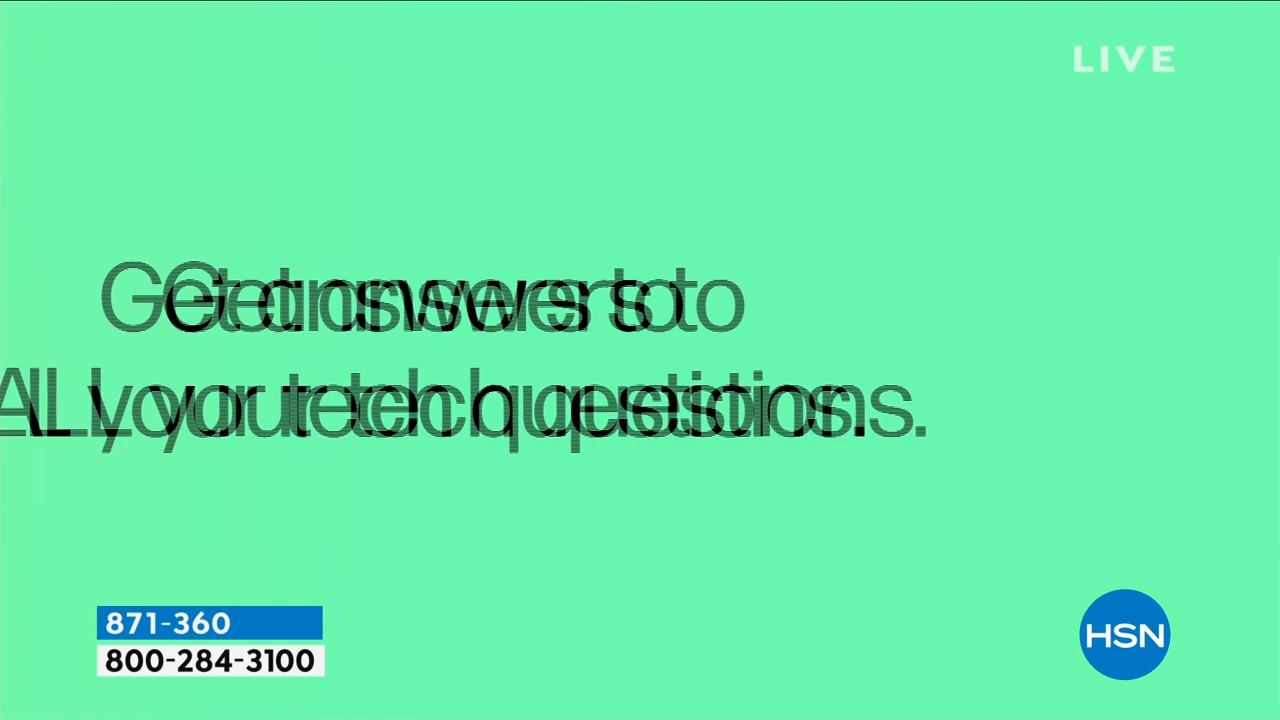 LIVE
Get answers to
ALL your tech questions.
871-360
800-284-3100
HSN